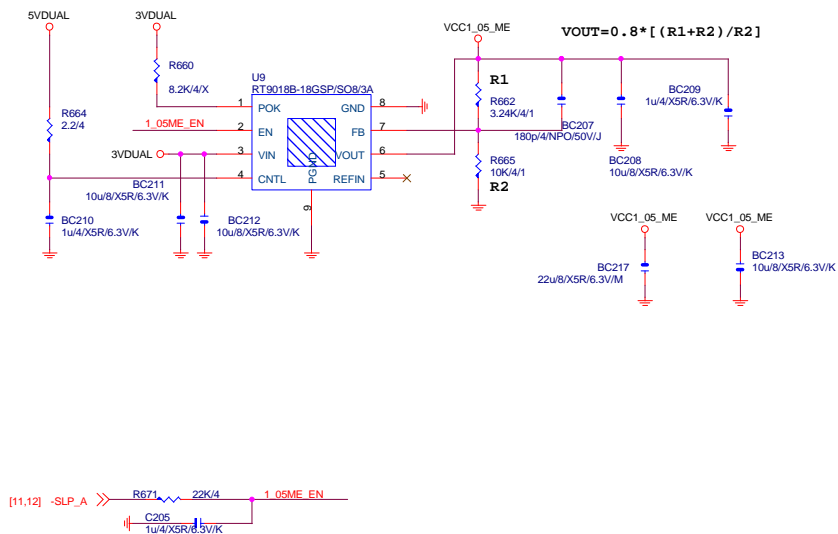 5VDUAL
3VDUAL
VCC1_05_ME
VOUT=0.8*[(R1+R2)/R2]
R660
8.2K/4/X
U9
RT9018B-18GSP/SO8/3A
R1
R662
3.24K/4/1
BC209
1u/4/X5R/6.3V/K
R664
2.2/4
1
POK
GND
8
1_05ME_EN
2
EN
FB
7
BC207
180p/4/NPO/50V/J
3VDUAL
3
VIN
VOUT
6
4
CNTL
REFIN
5
PGND
9
R665
10K/4/1
R2
BC208
10u/8/X5R/6.3V/K
BC211
10u/8/X5R/6.3V/K
BC210
1u/4/X5R/6.3V/K
BC212
10u/8/X5R/6.3V/K
VCC1_05_ME
VCC1_05_ME
BC217
22u/8/X5R/6.3V/M
BC213
10u/8/X5R/6.3V/K
[11,12] -SLP_A
R671
22K/4
1_05ME_EN
C205
1u/4/X5R/6.3V/K